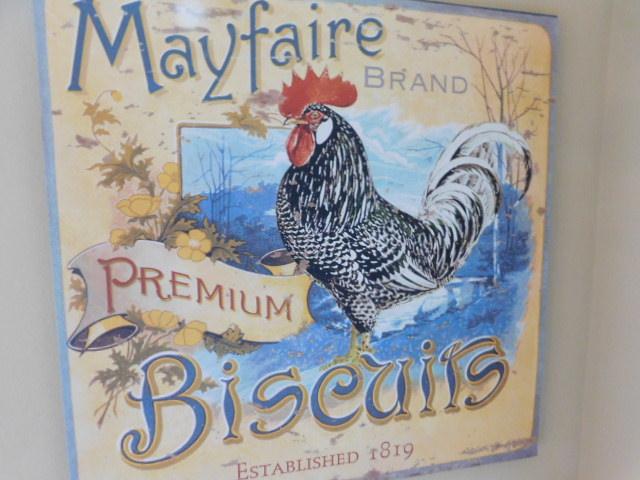 Mayfaire
BRAND
PREMIUM
Biscuits
ESTABLISHED 1819